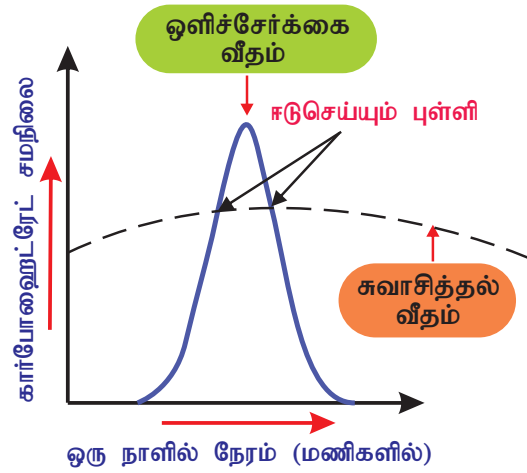 ஒளிச்சேர்க்கை
வீதம்
ஈடுசெய்யும் புள்ளி
கார்போஹைட்ரேட் சமநிலை
சுவாசித்தல்
வீதம்
ஒரு நாளில் நேரம் (மணிகளில்)